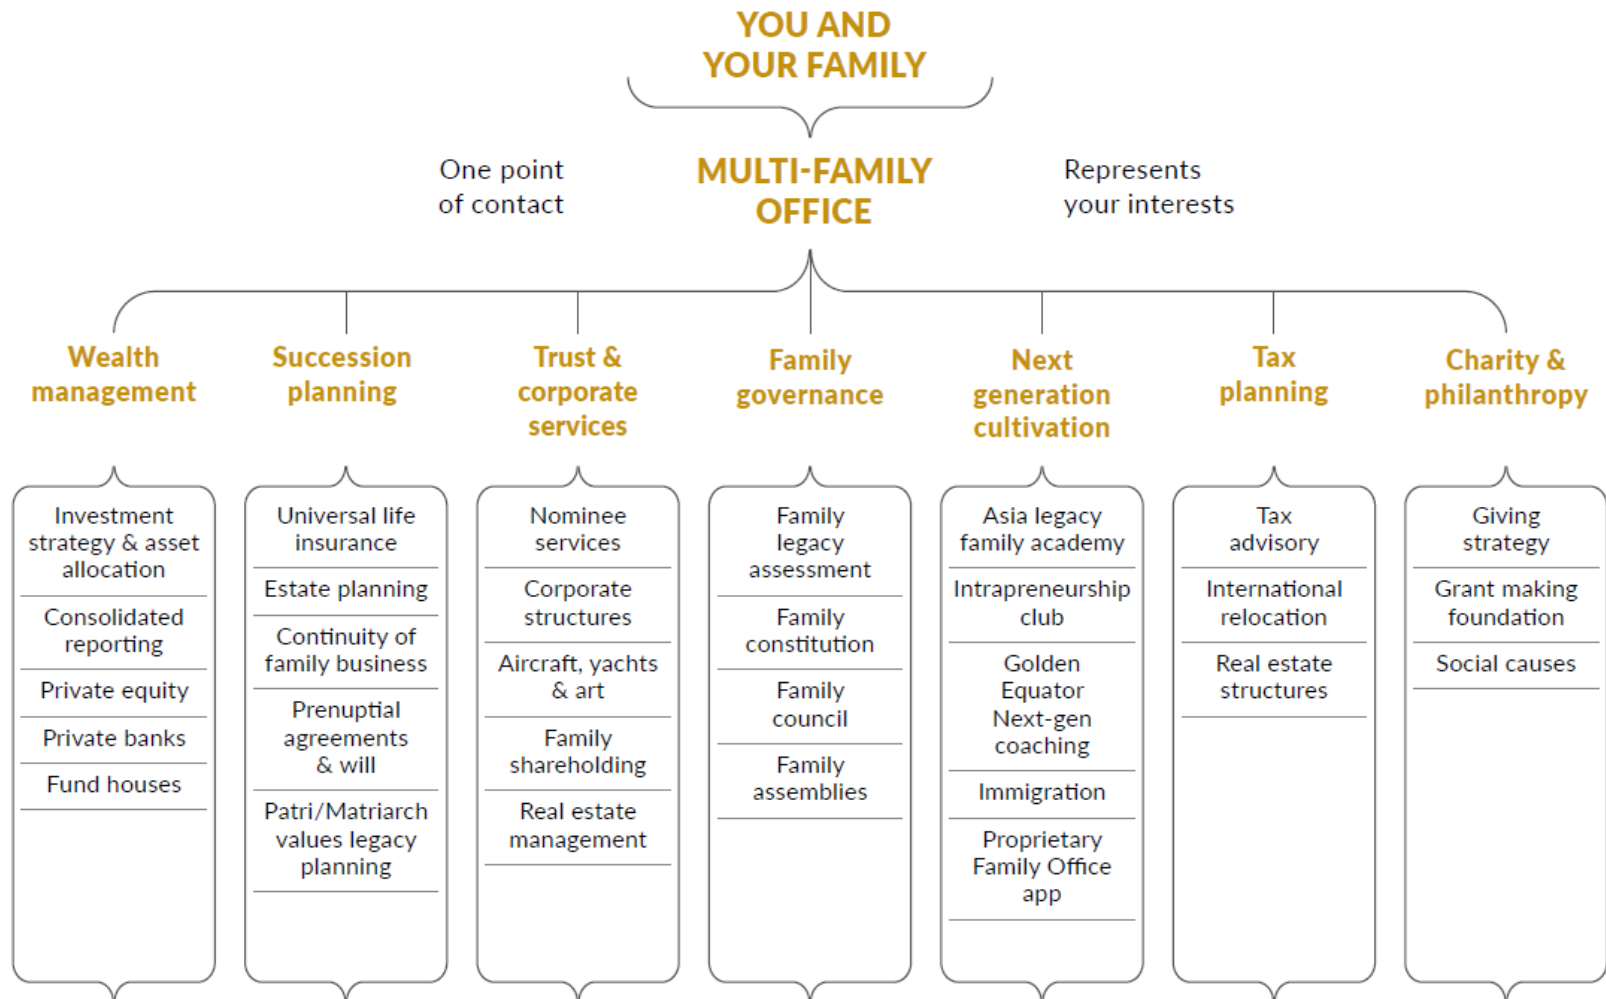 YOU AND
YOUR FAMILY
One point
of contact
MULTI-FAMILY
OFFICE
Represents
your interests
Wealth
management
Investment
strategy & asset
allocation
Consolidated
reporting
Private equity
Private banks
Fund houses
Succession
planning
Universal life
insurance
Estate planning
Continuity of
family business
Prenuptial
agreements
& will
Patri/Matriarch
values legacy
planning
Trust &
corporate
services
Nominee
services
Corporate
structures
Aircraft, yachts
& art
Family
shareholding
Real estate
management
Family
governance
Family
legacy
assessment
Family
constitution
Family
council
Family
assemblies
Next
generation
cultivation
Asia legacy
family academy
Intrapreneurship
club
Golden
Equator
Next-gen
coaching
Immigration
Proprietary
Family Office
app
Tax
planning
Tax
advisory
International
relocation
Real estate
structures
Charity &
philanthropy
Giving
strategy
Grant making
foundation
Social causes